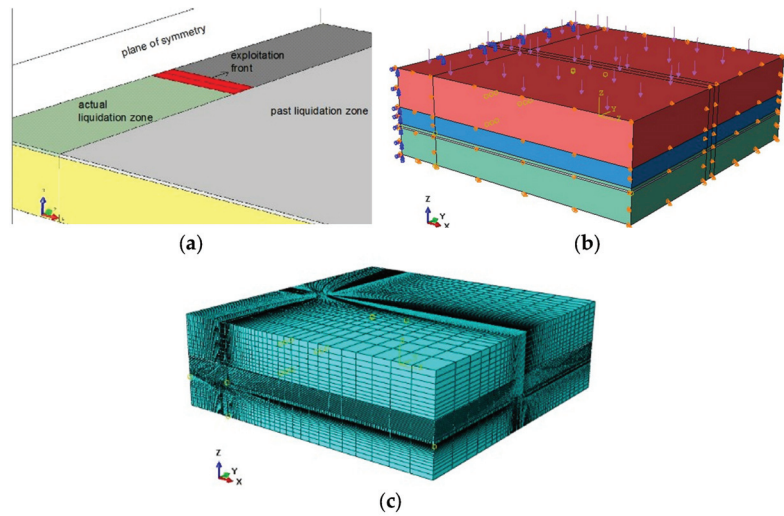 plane of symmetry
exploitation
front
actual
liquidation zone
past liquidation zone
Z
Y
X
(a)
(b)
Z
Y
X
(c)